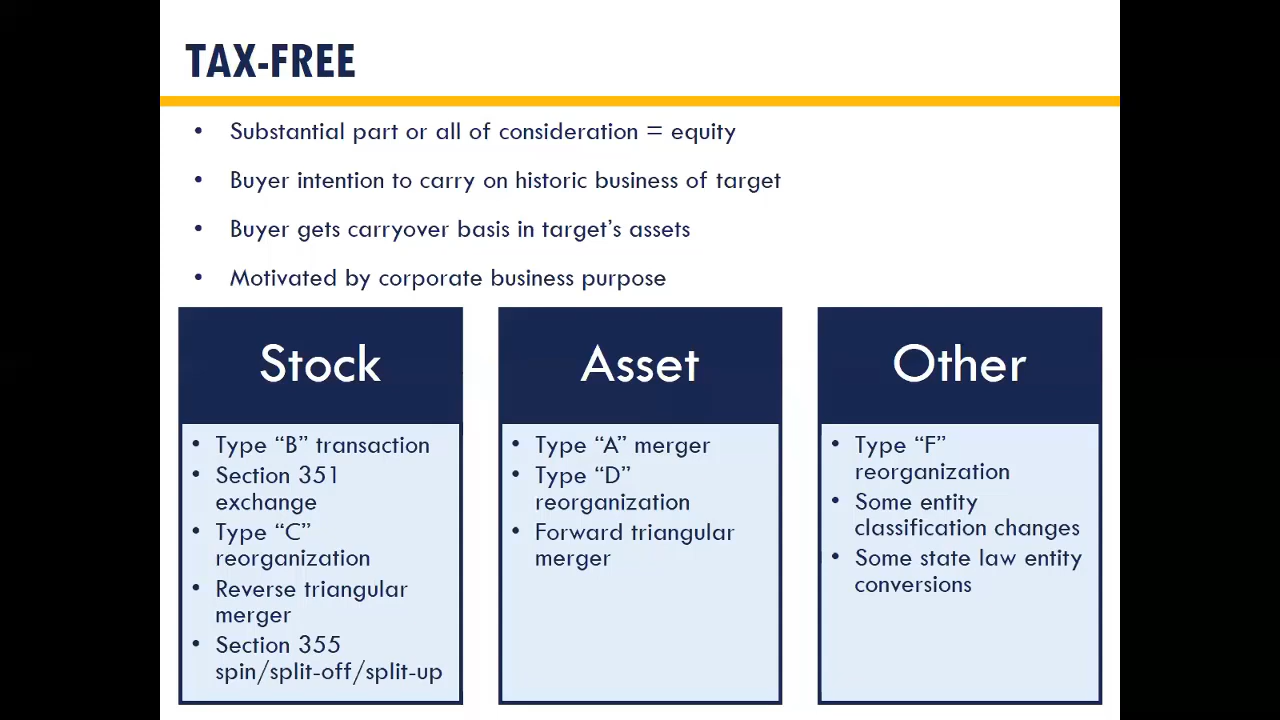 TAX-FREE
• Substantial part or all of consideration = equity
• Buyer intention to carry on historic business of target
• Buyer gets carryover basis in target's assets
• Motivated by corporate business purpose
Stock
• Type “B” transaction
• Section 351
exchange
• Type “C”
reorganization
• Reverse triangular
merger
• Section 355
spin/split-off/split-up
Asset
• Type “A” merger
• Type “D”
reorganization
• Forward triangular
merger
Other
• Type “F”
reorganization
• Some entity
classification changes
• Some state law entity
conversions